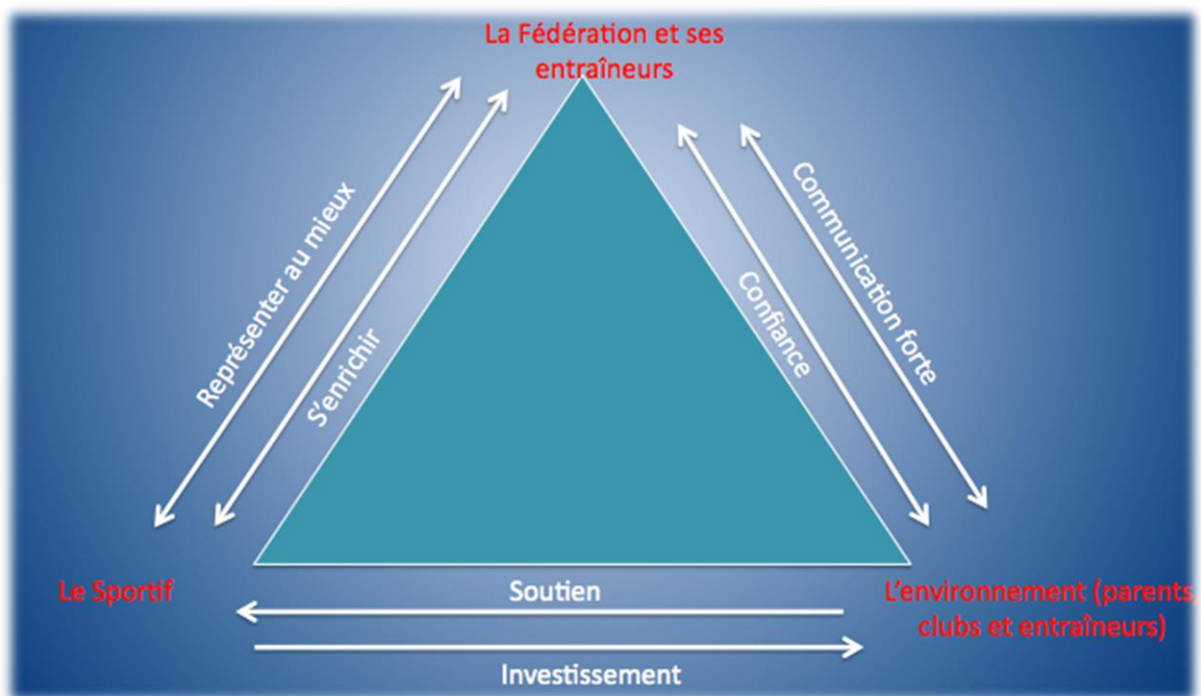 La Fédération et ses
entraîneurs
Représenter au mieux
S'enrichir
Confiance
Communication forte
Le Sportif
Soutien
L'environnement (parents,
clubs et entraîneurs)
Investissement